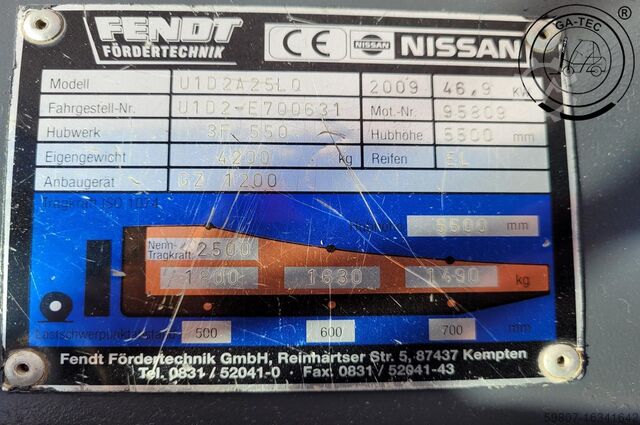 FENDT
FÖRDERTECHNIK
CE NISSAN NISSAN
GA-TEC ®
Modell U1D2A25LQ 2009 46,9
Fahrgestell-Nr. U1D2-E700631 Mot.-Nr. 95809
Hubwerk 3F 550 Hubhöhe 5500 mm
Eigengewicht 4200 kg Reifen EL
Anbaugerät GZ 1200
Tragkraft ISO 1074
5500 mm
Nenn-
Tragkraft: 2500
1800 1630 1490 kg
Lastschwerpunktabstand 500 600 700 mm
Fendt Fördertechnik GmbH, Reinhartser Str. 5, 87437 Kempten
Tel. 0831 / 52041-0 · Fax: 0831 / 52041-43
59807-16341642